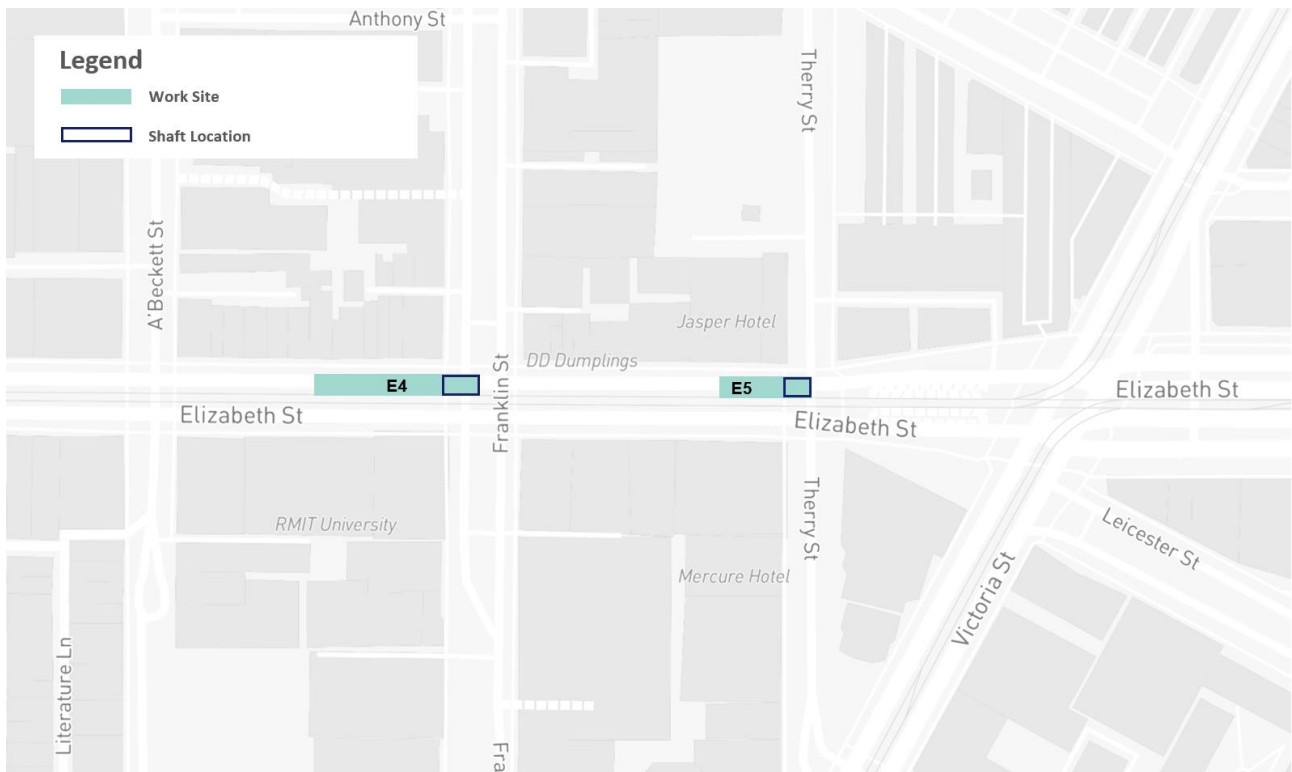 Anthony St
Legend
Work Site
Shaft Location
Therry St
A'Beckett St
Jasper Hotel
DD Dumplings
Franklin St
E4
E5
Elizabeth St
Elizabeth St
Elizabeth St
RMIT University
Therry St
Mercure Hotel
Leicester St
Victoria St
Literature Ln
Fra